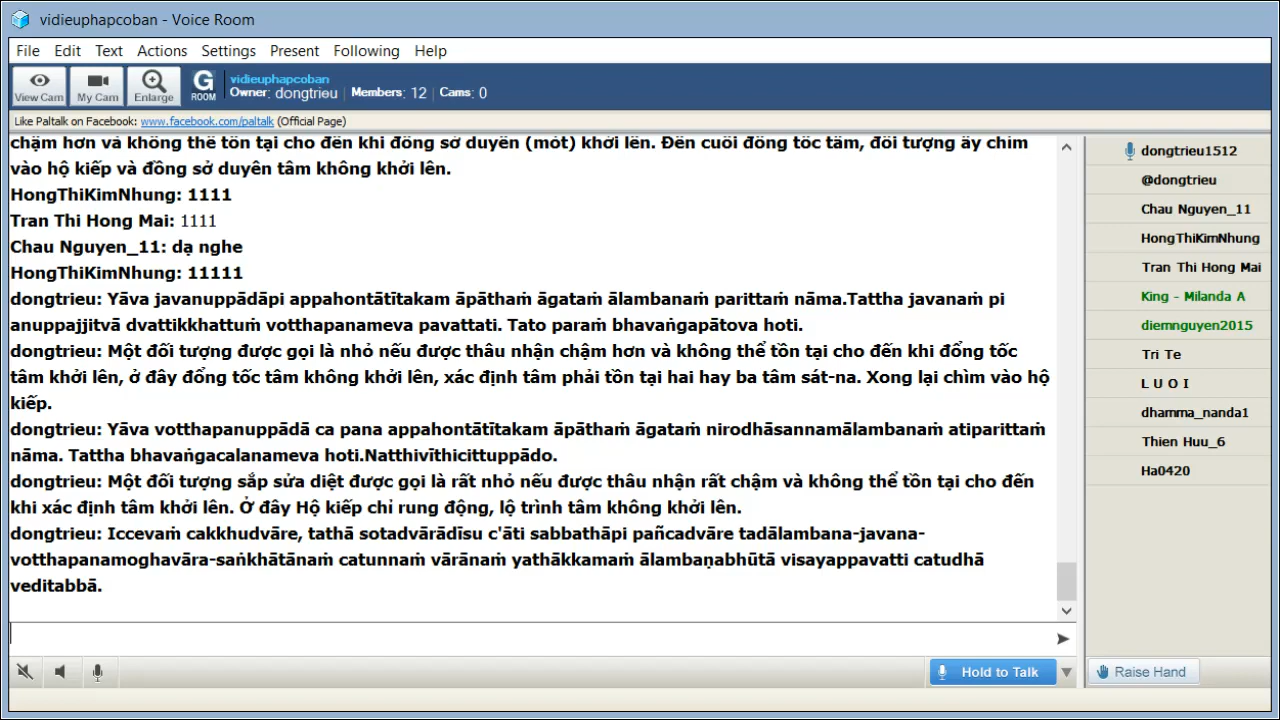 vidieuphapcoban - Voice Room
File Edit Text Actions Settings Present Following Help
View Cam My Cam Enlarge G ROOM
vidieuphapcoban
Owner: dongtrieu | Members: 12 | Cams: 0
Like Paltalk on Facebook: www.facebook.com/paltalk (Official Page)
chậm hơn và không thể tồn tại cho đến khi đồng sở duyên (mót) khởi lên. Đến cuối đổng tốc tâm, đối tượng ấy chìm
vào hộ kiếp và đồng sở duyên tâm không khởi lên.
HongThiKimNhung: 1111
Tran Thi Hong Mai: 1111
Chau Nguyen_11: dạ nghe
HongThiKimNhung: 11111
dongtrieu: Yāva javanuppādāpi appahontātītakam āpāthaṁ āgataṁ ālambanaṁ parittaṁ nāma.Tattha javanaṁ pi
anuppajjitvā dvattikkhattuṁ votthapanameva pavattati. Tato paraṁ bhavaṅgapātova hoti.
dongtrieu: Một đối tượng được gọi là nhỏ nếu được thâu nhận chậm hơn và không thể tồn tại cho đến khi đổng tốc
tâm khởi lên, ở đây đổng tốc tâm không khởi lên, xác định tâm phải tồn tại hai hay ba tâm sát-na. Xong lại chìm vào hộ
kiếp.
dongtrieu: Yāva votthapanuppādā ca pana appahontātītakam āpāthaṁ āgataṁ nirodhāsannamālambanaṁ atiparittaṁ
nāma. Tattha bhavaṅgacalanameva hoti.Natthivīthicittuppādo.
dongtrieu: Một đối tượng sắp sửa diệt được gọi là rất nhỏ nếu được thâu nhận rất chậm và không thể tồn tại cho đến
khi xác định tâm khởi lên. Ở đây Hộ kiếp chỉ rung động, lộ trình tâm không khởi lên.
dongtrieu: Iccevaṁ cakkhudvāre, tathā sotadvārādīsu c'āti sabbathāpi pañcadvāre tadālambana-javana-
votthapanamoghavāra-saṅkhātānaṁ catunnaṁ vārānaṁ yathākkamaṁ ālambaṇabhūtā visayappavatti catudhā
veditabbā.
dongtrieu1512
@dongtrieu
Chau Nguyen_11
HongThiKimNhung
Tran Thi Hong Mai
King - Milanda A
diemnguyen2015
Tri Te
L U O I
dhamma_nanda1
Thien Huu_6
Ha0420
Hold to Talk
Raise Hand